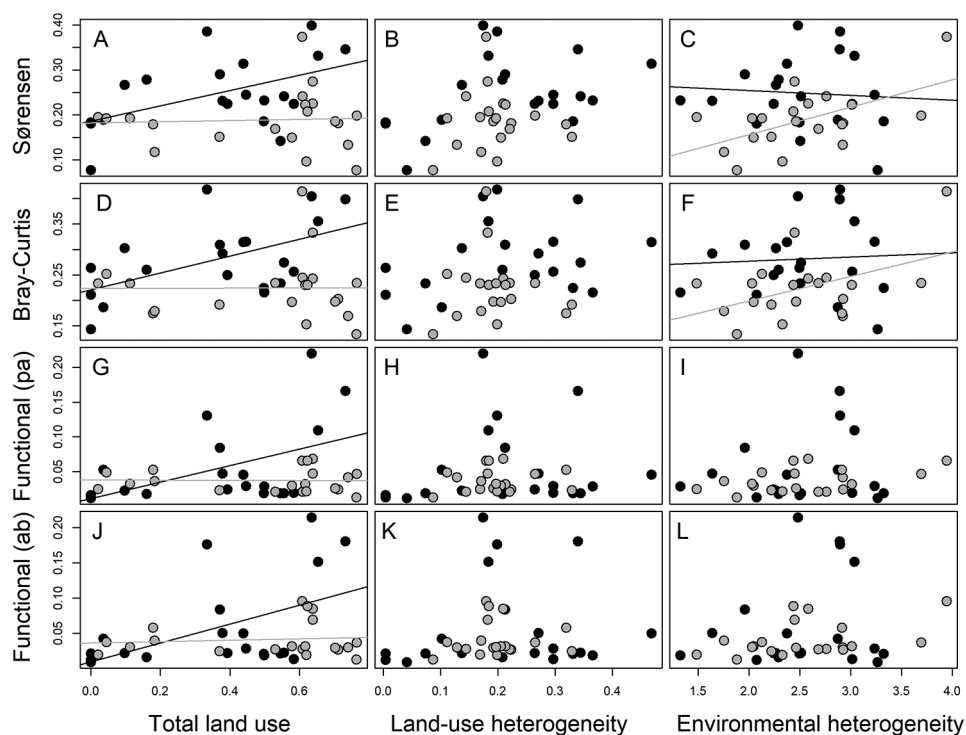 Sørensen
0.10 0.20 0.30 0.40
A
B
C
Bray-Curtis
0.15 0.25 0.35
D
E
F
Functional (pa)
0.05 0.10 0.15 0.20
G
H
I
Functional (ab)
0.05 0.10 0.15 0.20
J
K
L
0.0 0.2 0.4 0.6
0.0 0.1 0.2 0.3 0.4
1.5 2.0 2.5 3.0 3.5 4.0
Total land use
Land-use heterogeneity
Environmental heterogeneity